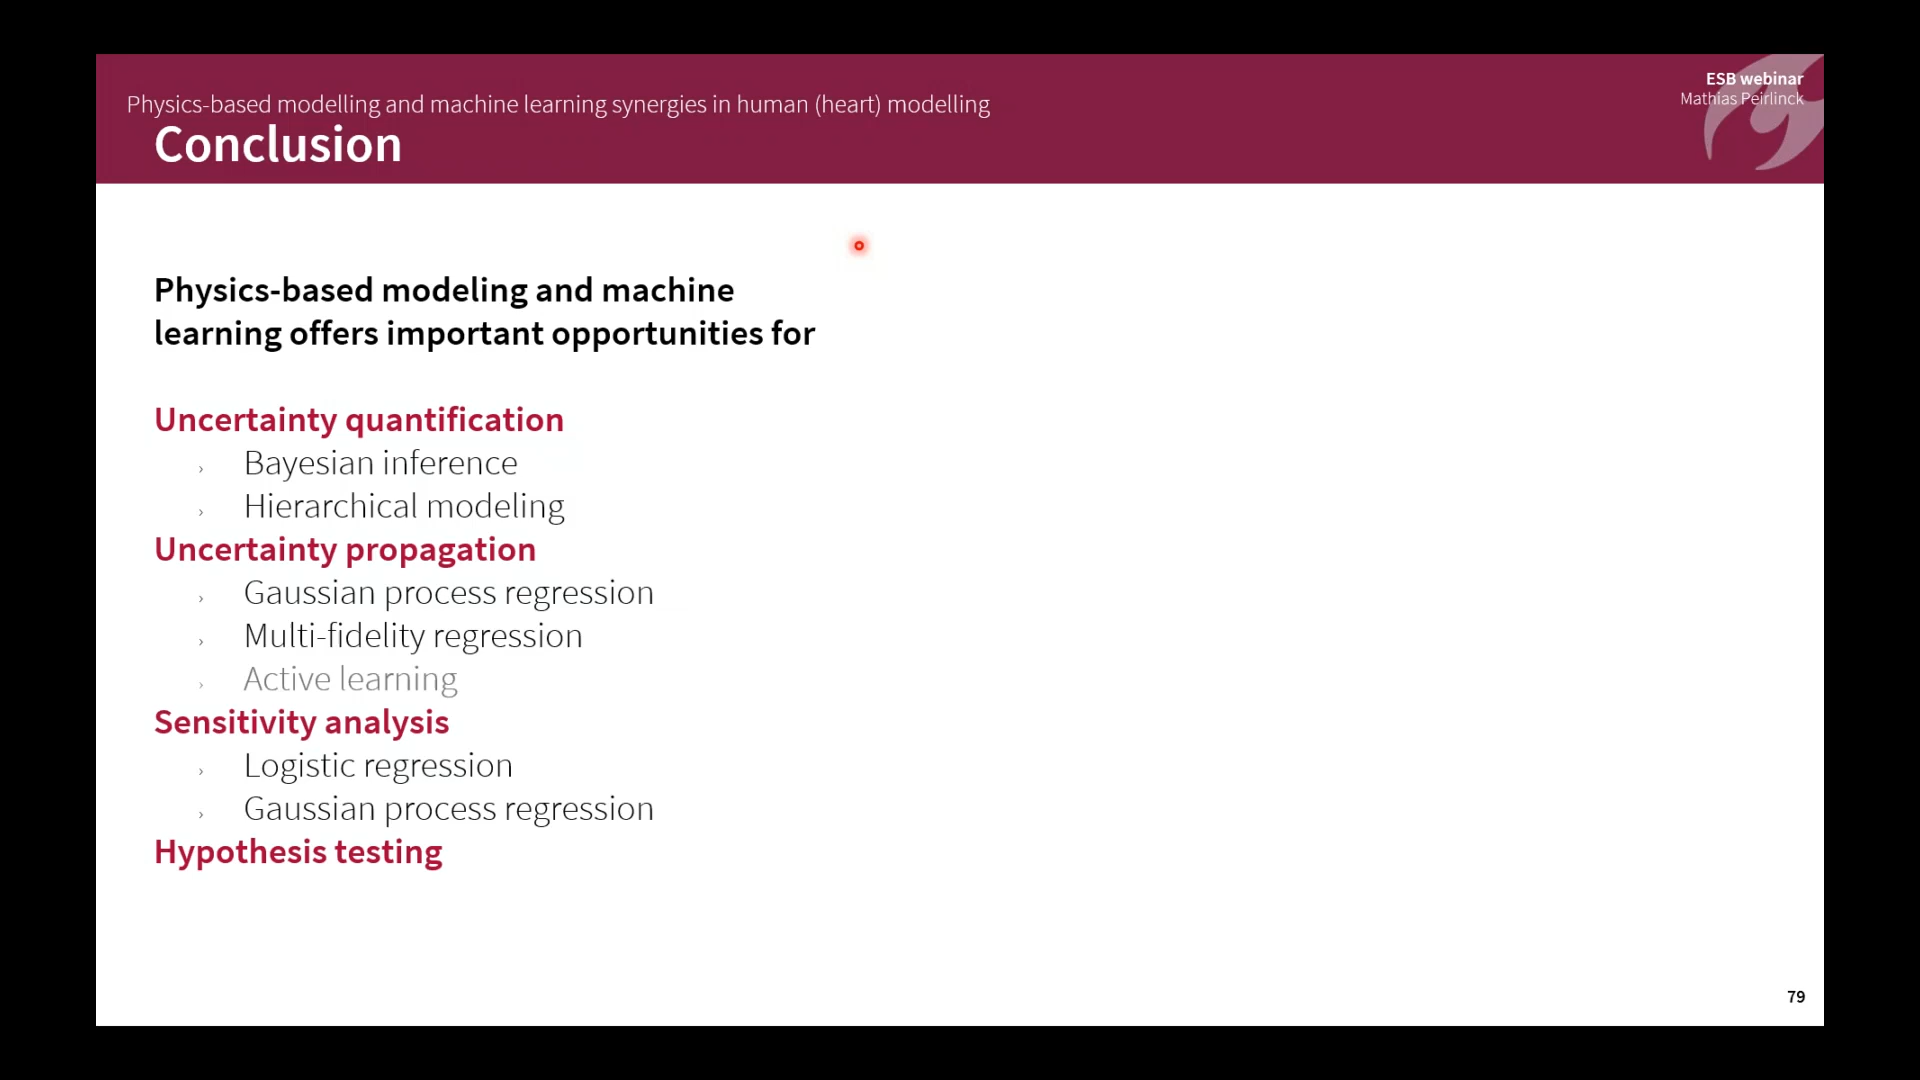 Physics-based modelling and machine learning synergies in human (heart) modelling
Conclusion
ESB webinar
Mathias Peirlinck
Physics-based modeling and machine
learning offers important opportunities for
Uncertainty quantification
› Bayesian inference
› Hierarchical modeling
Uncertainty propagation
› Gaussian process regression
› Multi-fidelity regression
› Active learning
Sensitivity analysis
› Logistic regression
› Gaussian process regression
Hypothesis testing
79